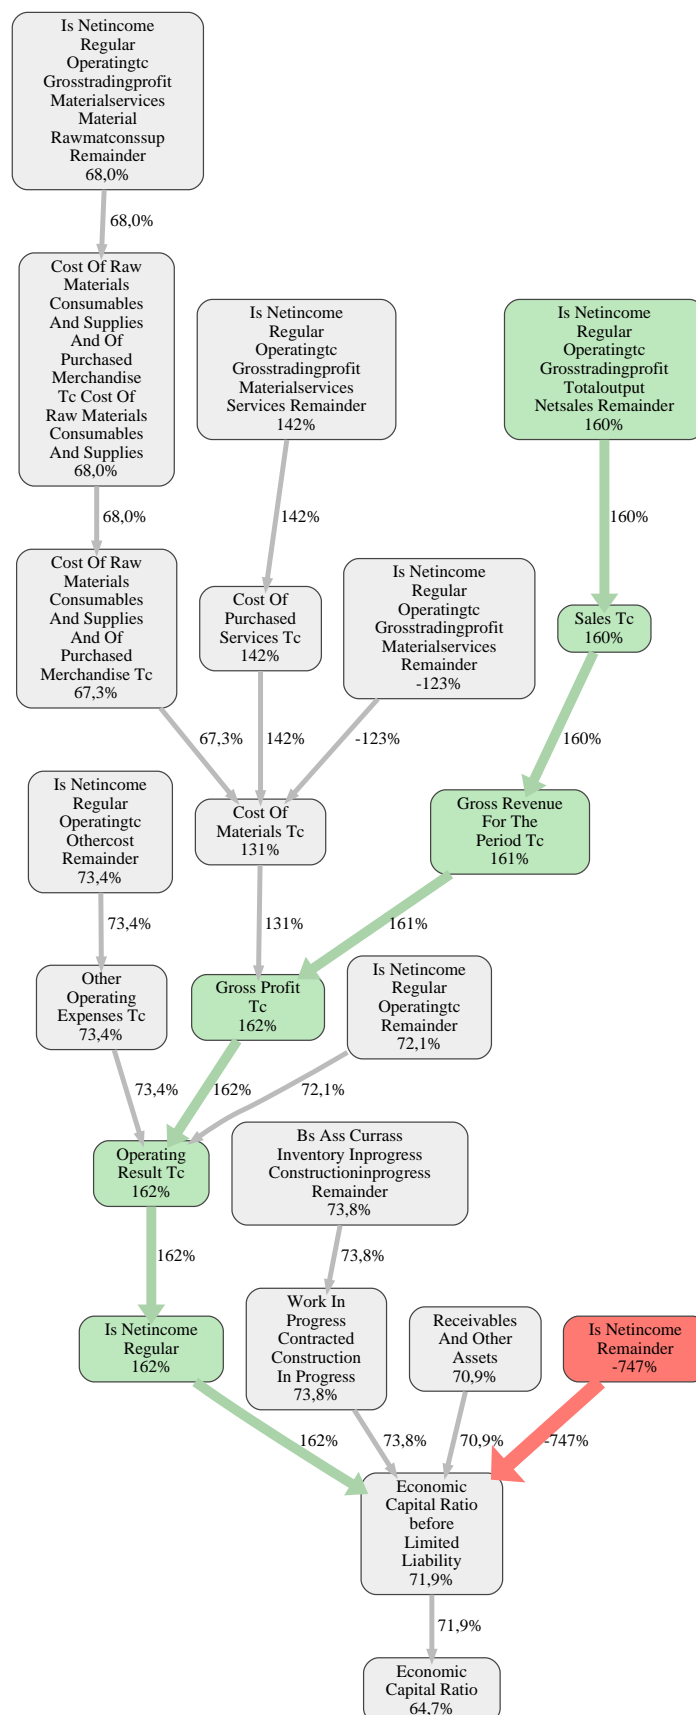 Is Netincome
Regular
Operatingtc
Grosstradingprofit
Materialservices
Material
Rawmatconssup
Remainder
68,0%
68,0%
Cost Of Raw
Materials
Consumables
And Supplies
And Of
Purchased
Merchandise
Tc Cost Of
Raw Materials
Consumables
And Supplies
68,0%
Is Netincome
Regular
Operatingtc
Grosstradingprofit
Materialservices
Services Remainder
142%
Is Netincome
Regular
Operatingtc
Grosstradingprofit
Totaloutput
Netsales Remainder
160%
68,0%
142%
160%
Cost Of Raw
Materials
Consumables
And Supplies
And Of
Purchased
Merchandise Tc
67,3%
Cost Of
Purchased
Services Tc
142%
Is Netincome
Regular
Operatingtc
Grosstradingprofit
Materialservices
Remainder
-123%
Sales Tc
160%
67,3%
142%
-123%
160%
Is Netincome
Regular
Operatingtc
Othercost
Remainder
73,4%
Cost Of
Materials Tc
131%
Gross Revenue
For The
Period Tc
161%
73,4%
131%
161%
Other
Operating
Expenses Tc
73,4%
Gross Profit
Tc
162%
Is Netincome
Regular
Operatingtc
Remainder
72,1%
73,4%
162%
72,1%
Operating
Result Tc
162%
Bs Ass Currass
Inventory Inprogress
Constructioninprogress
Remainder
73,8%
162%
73,8%
Is Netincome
Regular
162%
Work In
Progress
Contracted
Construction
In Progress
73,8%
Receivables
And Other
Assets
70,9%
Is Netincome
Remainder
-747%
162%
73,8%
70,9%
-747%
Economic
Capital Ratio
before
Limited
Liability
71,9%
71,9%
Economic
Capital Ratio
64,7%